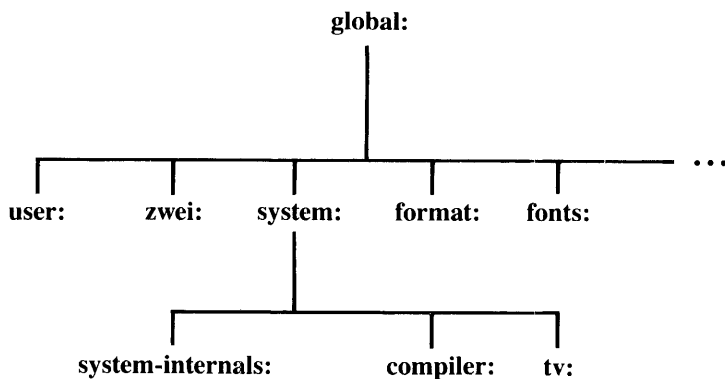 global:
...
user: zwei: system: format: fonts:
system-internals: compiler: tv: